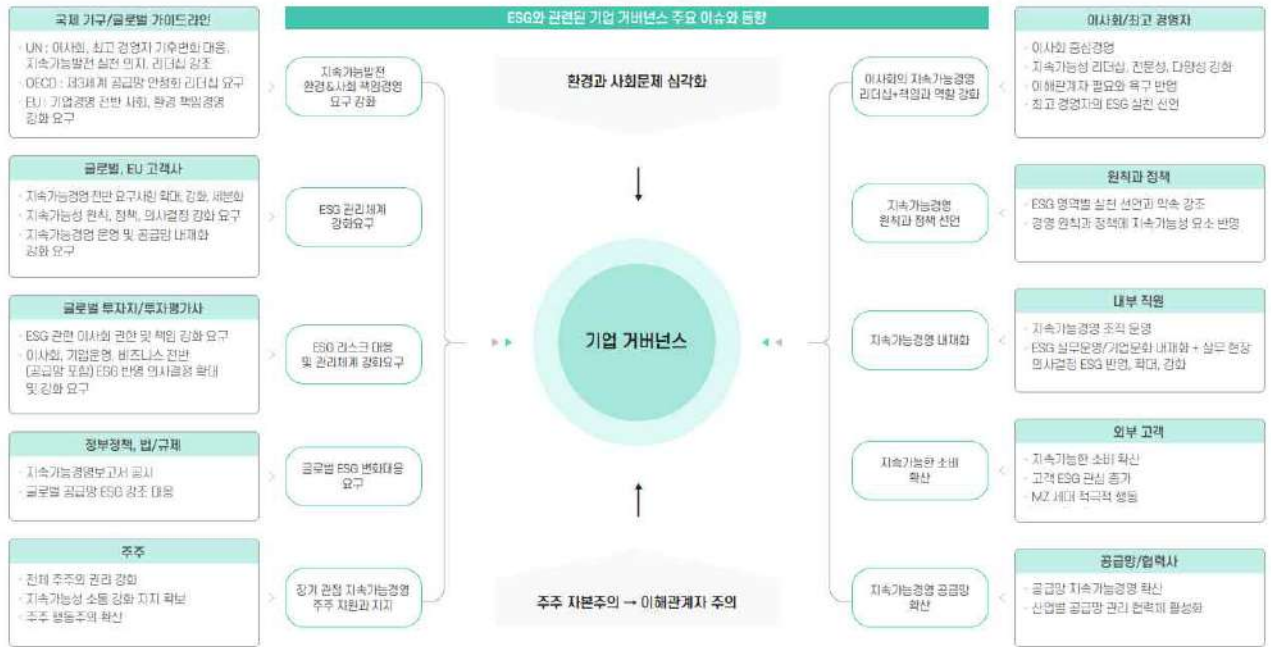 ESG와 관련된 기업 거버넌스 주요 이슈와 동향
국제 기구/글로벌 가이드라인
· UN : 이사회, 최고 경영자 기후변화 대응,
지속가능발전 실천 의지, 리더십 강조
· OECD : 제3세계 공급망 안정화 리더십 요구
· EU : 기업경영 전반 사회, 환경 책임경영
강화 요구
지속가능발전
환경&사회 책임경영
요구 강화
글로벌, EU 고객사
· 지속가능경영 전반 요구사항 확대, 강화, 세분화
· 지속가능성 원칙, 정책, 의사결정 강화 요구
· 지속가능경영 운영 및 공급망 내재화
강화 요구
ESG 관리체계
강화요구
글로벌 투자자/투자평가사
· ESG 관련 이사회 권한 및 책임 강화 요구
· 이사회, 기업운영, 비즈니스 전반
(공급망 포함) ESG 반영 의사결정 확대
및 강화 요구
ESG 리스크 대응
및 관리체계 강화요구
정부정책, 법/규제
· 지속가능경영보고서 공시
· 글로벌 공급망 ESG 강조 대응
글로벌 ESG 변화대응
요구
주주
· 전체 주주의 권리 강화
· 지속가능성 소통 강화 지지 확보
· 주주 행동주의 확산
장기 관점 지속가능경영
주주 지원과 지지
환경과 사회문제 심각화
기업 거버넌스
주주 자본주의 → 이해관계자 주의
이사회의 지속가능경영
리더십+책임과 역할 강화
이사회/최고 경영자
· 이사회 중심경영
· 지속가능성 리더십, 전문성, 다양성 강화
· 이해관계자 필요와 욕구 반영
· 최고 경영자의 ESG 실천 선언
지속가능경영
원칙과 정책 선언
원칙과 정책
· ESG 영역별 실천 선언과 약속 강조
· 경영 원칙과 정책에 지속가능성 요소 반영
지속가능경영 내재화
내부 직원
· 지속가능경영 조직 운영
· ESG 실무운영/기업문화 내재화 + 실무 현장
의사결정 ESG 반영, 확대, 강화
지속가능한 소비
확산
외부 고객
· 지속가능한 소비 확산
· 고객 ESG 관심 증가
· MZ 세대 적극적 행동
지속가능경영 공급망
확산
공급망/협력사
· 공급망 지속가능경영 확산
· 산업별 공급망 관리 협력체 활성화